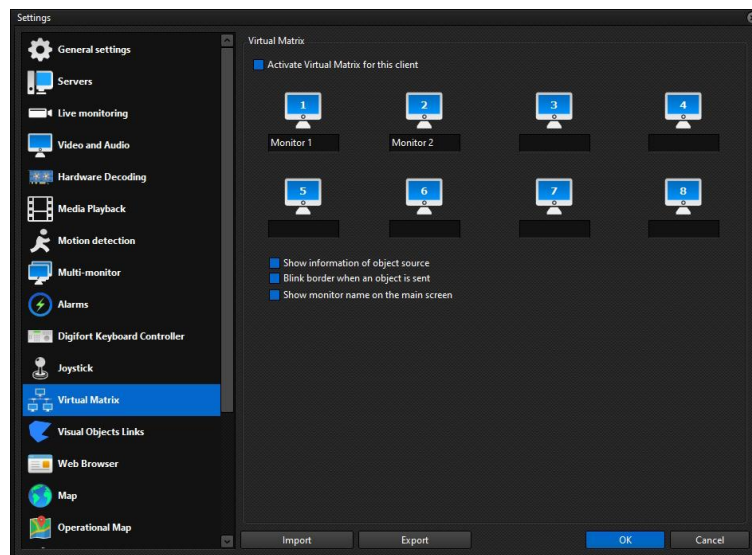 Settings
General settings
Servers
Live monitoring
Video and Audio
Hardware Decoding
Media Playback
Motion detection
Multi-monitor
Alarms
Digifort Keyboard Controller
Joystick
Virtual Matrix
Visual Objects Links
Web Browser
Map
Operational Map
Virtual Matrix
Activate Virtual Matrix for this client
1 2 3 4
Monitor 1 Monitor 2
5 6 7 8
Show information of object source
Blink border when an object is sent
Show monitor name on the main screen
Import Export OK Cancel